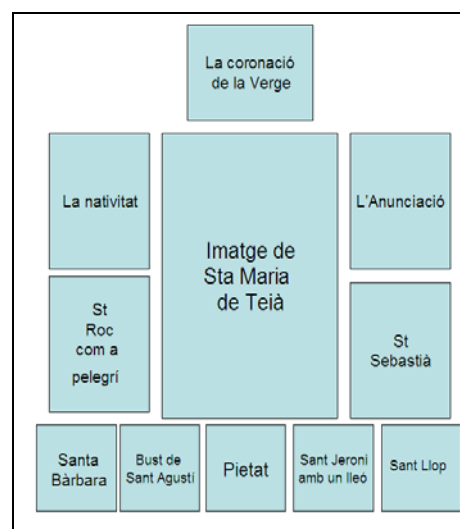 La coronació
de la Verge
La nativitat
Imatge de
Sta Maria
de Teià
L'Anunciació
St
Roc
com a
pelegrí
St
Sebastià
Santa
Bàrbara
Bust de
Sant Agustí
Pietat
Sant Jeroni
amb un lleó
Sant Llop